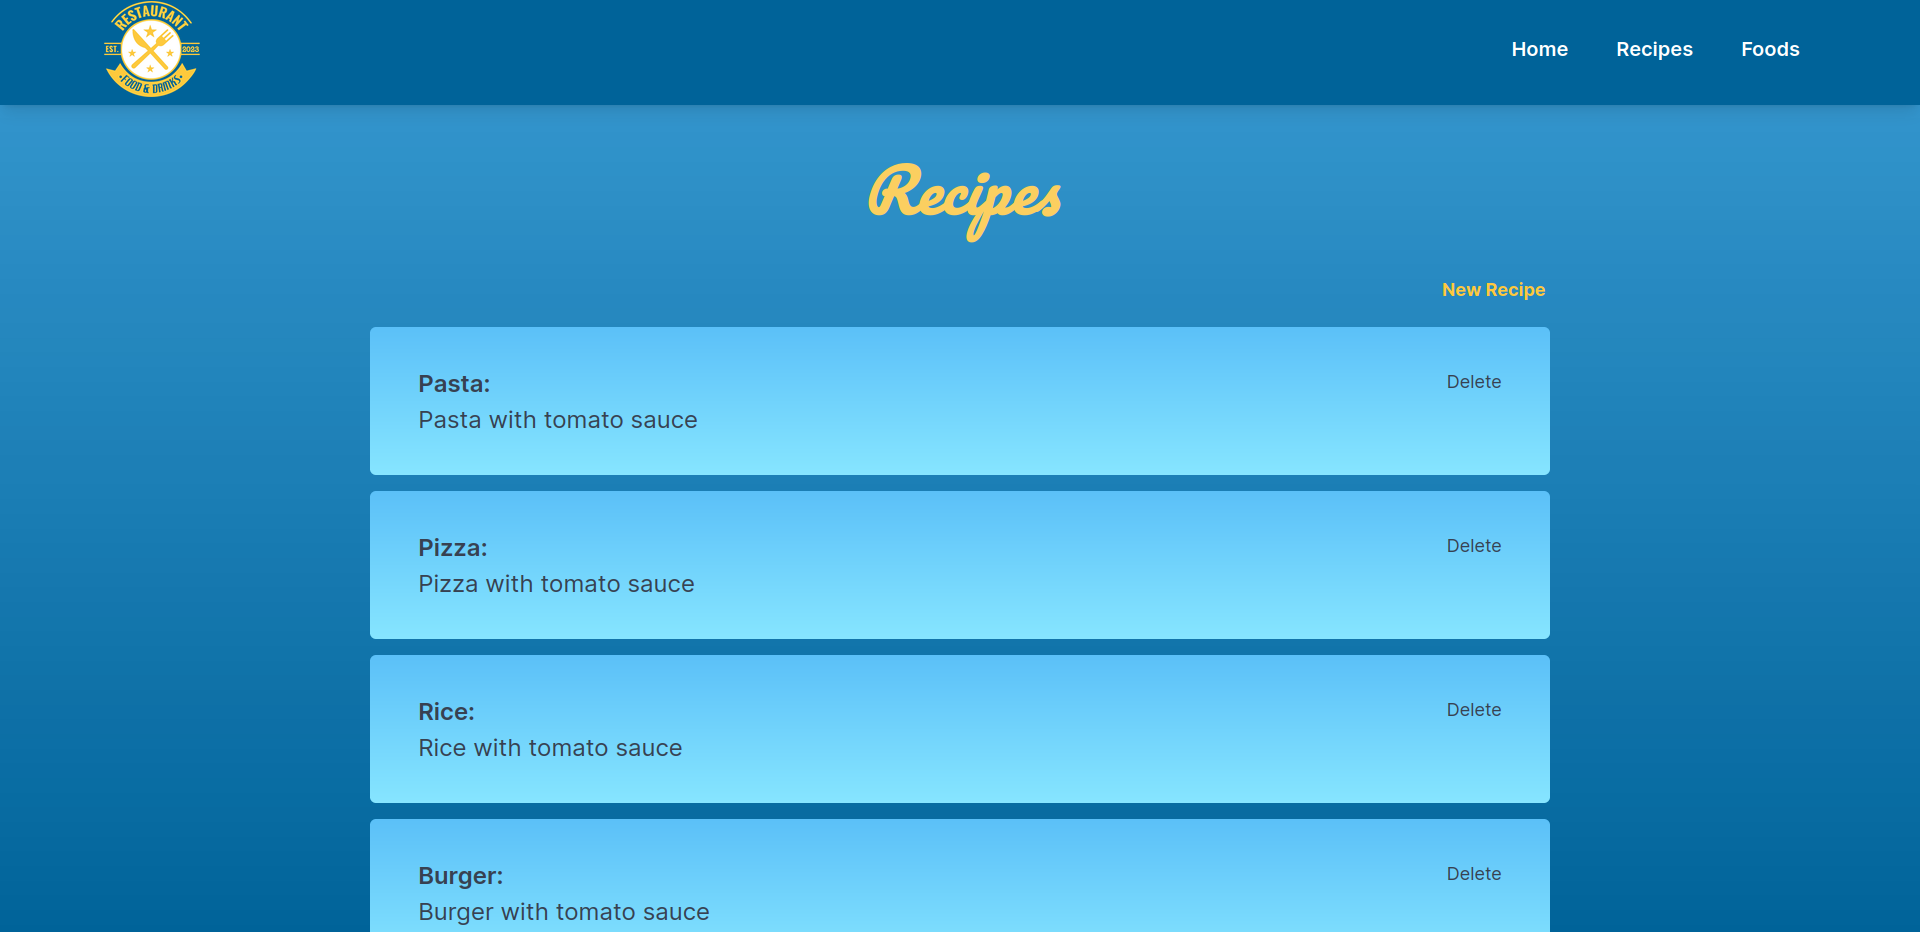 RESTAURANT
EST. 2023
•FOOD & DRINKS•
Home Recipes Foods
Recipes
New Recipe
Pasta: Delete
Pasta with tomato sauce
Pizza: Delete
Pizza with tomato sauce
Rice: Delete
Rice with tomato sauce
Burger: Delete
Burger with tomato sauce